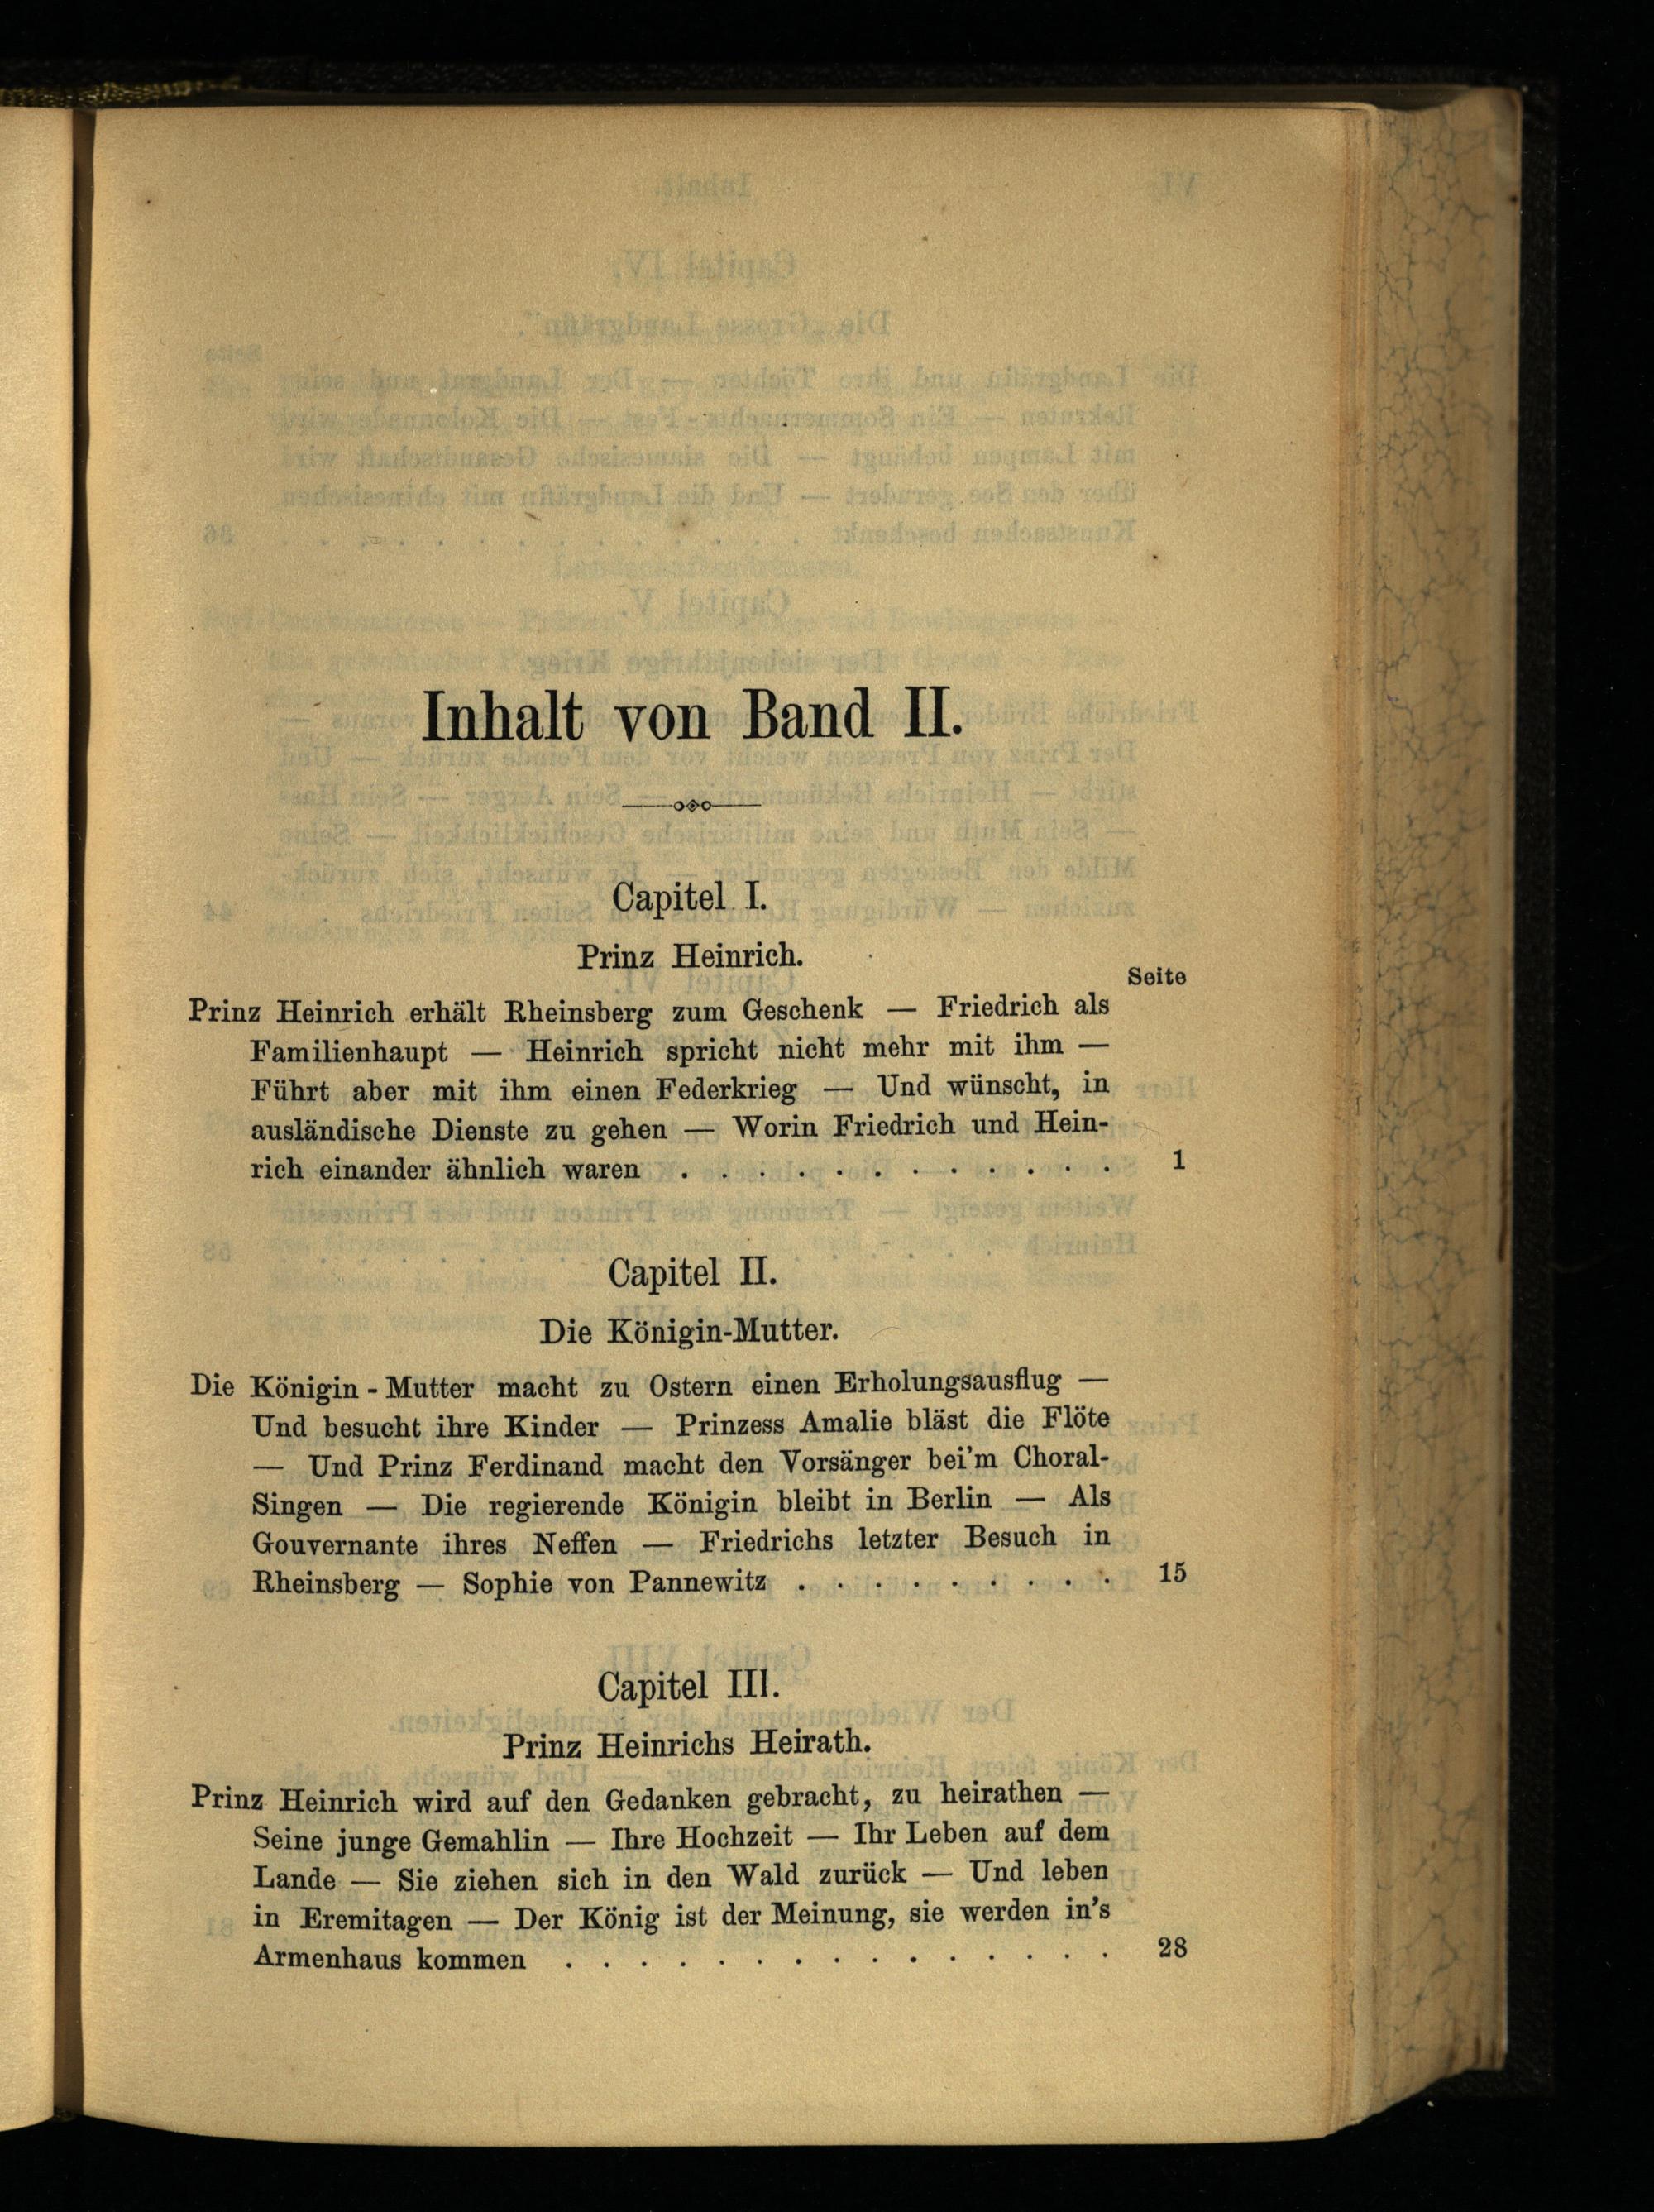 Inhalt von Band II.
Capitel I.
Prinz Heinrich.
Seite
Prinz Heinrich erhält Rheinsberg zum Geschenk — Friedrich als
Familienhaupt — Heinrich spricht nicht mehr mit ihm —
Führt aber mit ihm einen Federkrieg — Und wünscht, in
ausländische Dienste zu gehen — Worin Friedrich und Hein-
rich einander ähnlich waren . . . . . . . . . . . . 1
Capitel II.
Die Königin-Mutter.
Die Königin-Mutter macht zu Ostern einen Erholungsausflug —
Und besucht ihre Kinder — Prinzess Amalie bläst die Flöte
— Und Prinz Ferdinand macht den Vorsänger bei'm Choral-
Singen — Die regierende Königin bleibt in Berlin — Als
Gouvernante ihres Neffen — Friedrichs letzter Besuch in
Rheinsberg — Sophie von Pannewitz . . . . . . . . . 15
Capitel III.
Prinz Heinrichs Heirath.
Prinz Heinrich wird auf den Gedanken gebracht, zu heirathen —
Seine junge Gemahlin — Ihre Hochzeit — Ihr Leben auf dem
Lande — Sie ziehen sich in den Wald zurück — Und leben
in Eremitagen — Der König ist der Meinung, sie werden in's
Armenhaus kommen . . . . . . . . . . . . . . . 28